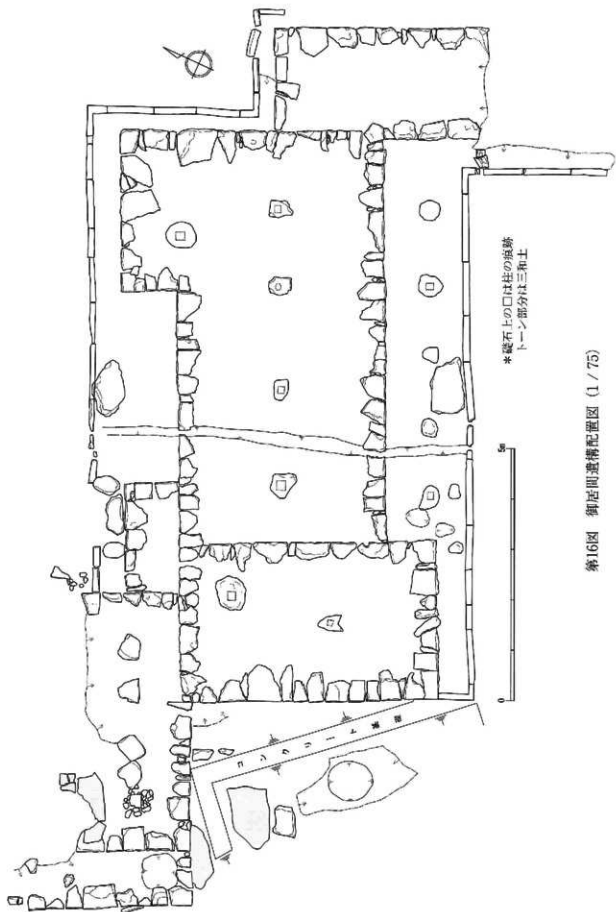 コンクリート基礎
*礎石上の□は柱の痕跡
トーン部分は三和土
0 5m
第16図 御居間遺構配置図 (1/75)